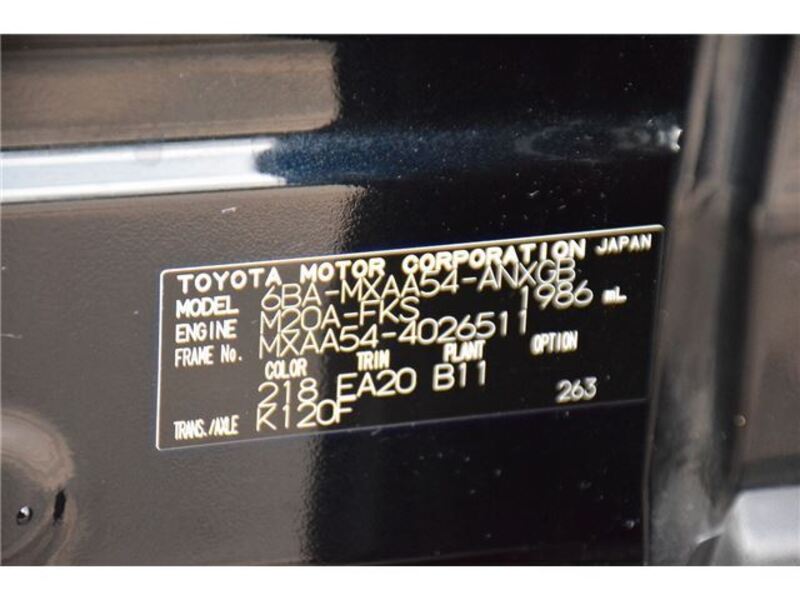 TOYOTA MOTOR CORPORATION JAPAN
MODEL 6BA-MXAA54-ANXGB
ENGINE M20A-FKS 1986 mL
FRAME No. MXAA54-4026511
COLOR TRIM PLANT OPTION
218 EA20 B11 263
TRANS./AXLE K120F